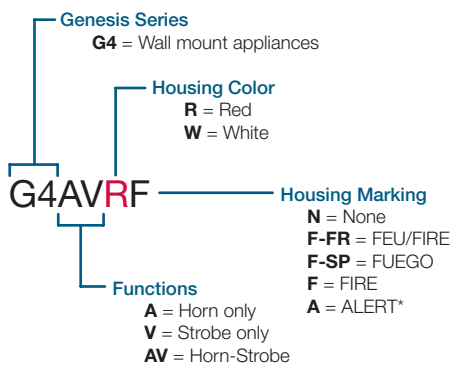 Genesis Series
G4 = Wall mount appliances
Housing Color
R = Red
W = White
G4AVRF
Housing Marking
N = None
F-FR = FEU/FIRE
F-SP = FUEGO
F = FIRE
A = ALERT*
Functions
A = Horn only
V = Strobe only
AV = Horn-Strobe